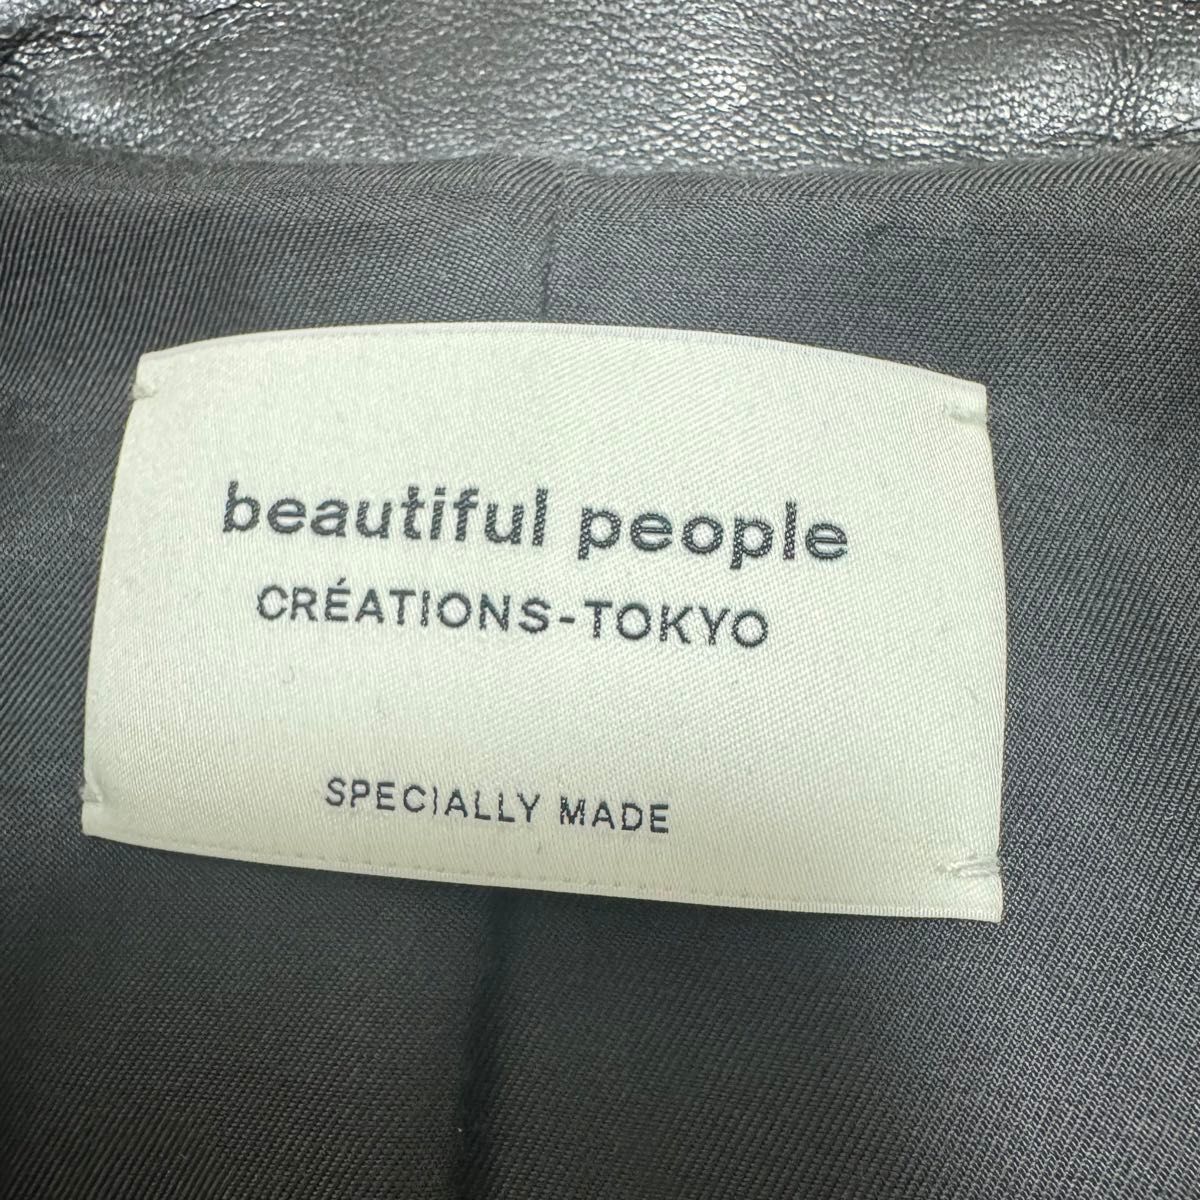 beautiful people
CRÉATIONS-TOKYO
SPECIALLY MADE